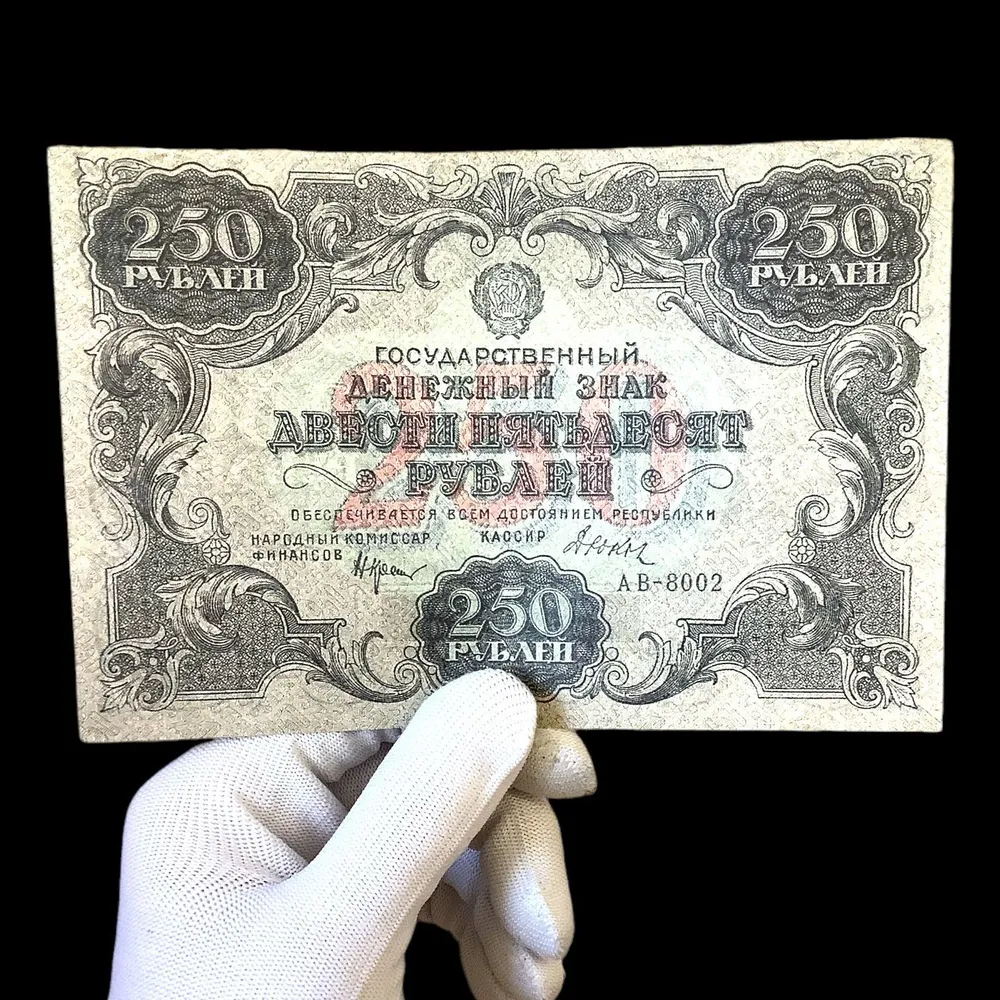 250
РУБЛЕЙ
250
РУБЛЕЙ
ГОСУДАРСТВЕННЫЙ
ДЕНЕЖНЫЙ ЗНАК
250
ДВЕСТИ ПЯТЬДЕСЯТ
РУБЛЕЙ
ОБЕСПЕЧИВАЕТСЯ ВСЕМ ДОСТОЯНИЕМ РЕСПУБЛИКИ
НАРОДНЫЙ КОМИССАР
ФИНАНСОВ
КАССИР
АВ-8002
250
РУБЛЕЙ